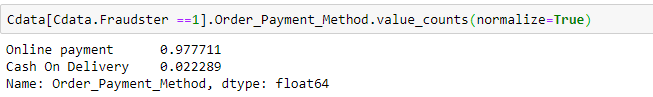 Cdata[Cdata.Fraudster ==1].Order_Payment_Method.value_counts(normalize=True)
Online payment      0.977711
Cash On Delivery    0.022289
Name: Order_Payment_Method, dtype: float64